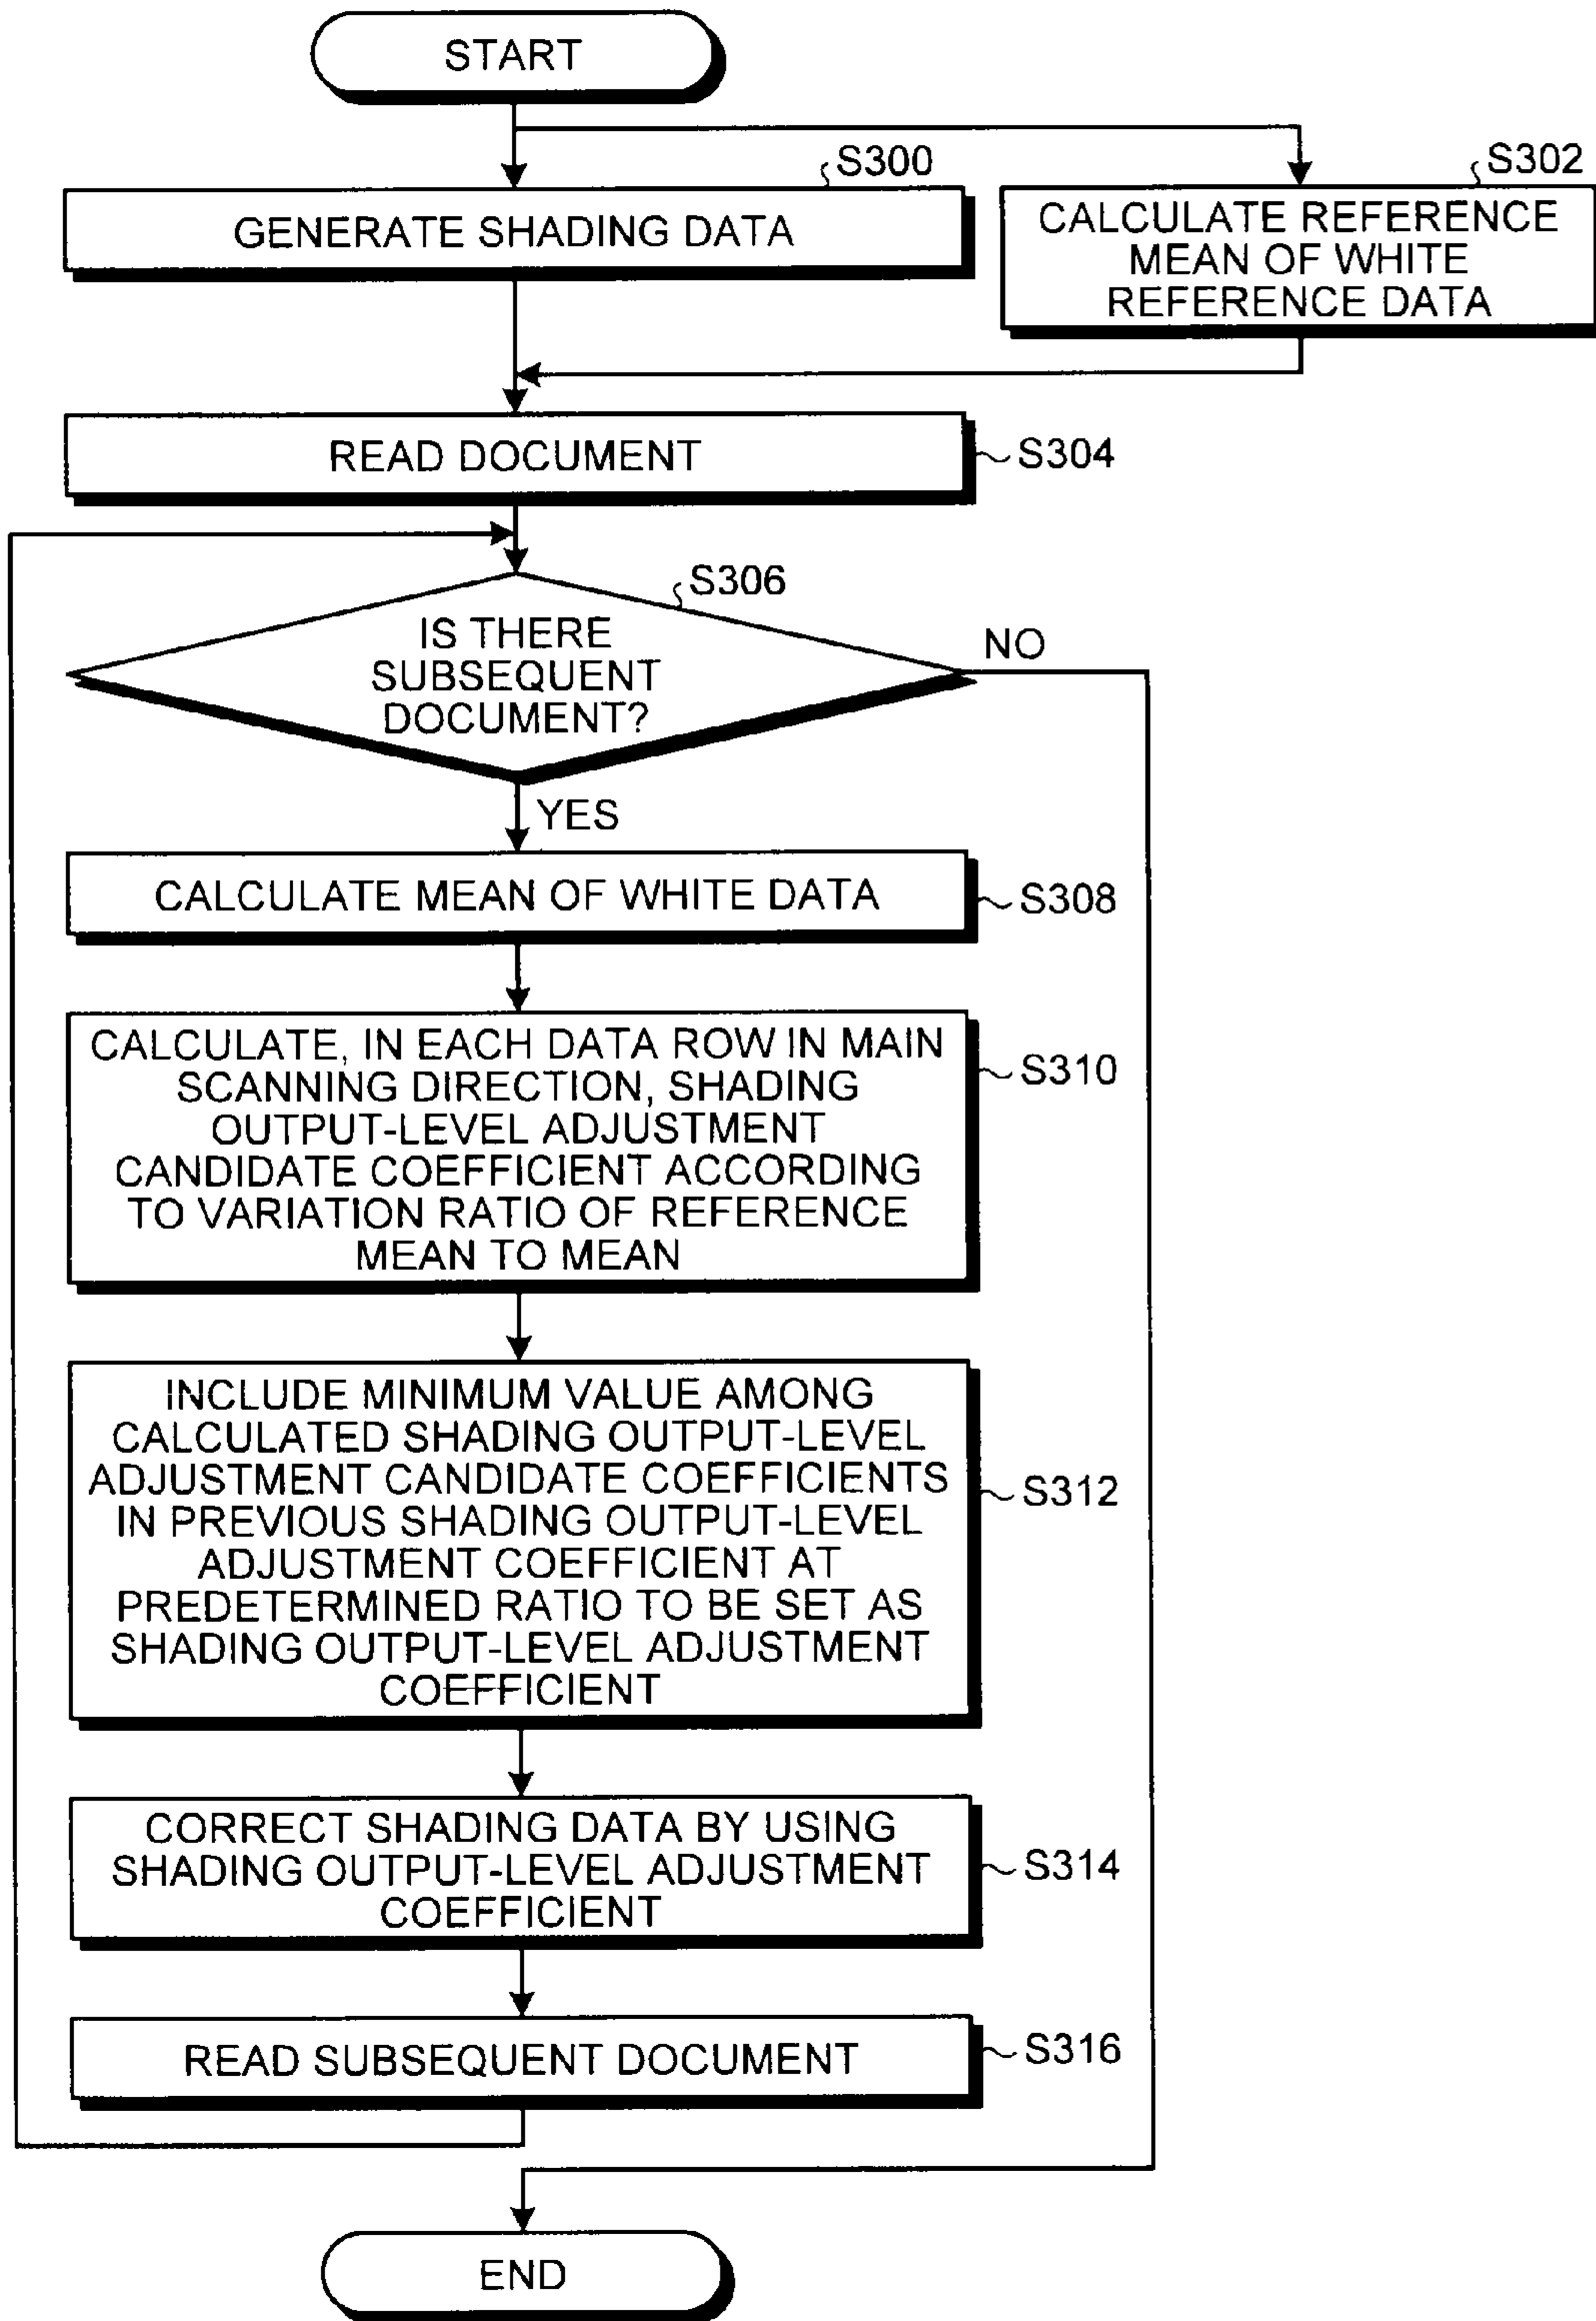 START
S300
GENERATE SHADING DATA
S302
CALCULATE REFERENCE
MEAN OF WHITE
REFERENCE DATA
READ DOCUMENT
S304
S306
IS THERE
SUBSEQUENT
DOCUMENT?
NO
YES
CALCULATE MEAN OF WHITE DATA
S308
CALCULATE, IN EACH DATA ROW IN MAIN
SCANNING DIRECTION, SHADING
OUTPUT-LEVEL ADJUSTMENT
CANDIDATE COEFFICIENT ACCORDING
TO VARIATION RATIO OF REFERENCE
MEAN TO MEAN
S310
INCLUDE MINIMUM VALUE AMONG
CALCULATED SHADING OUTPUT-LEVEL
ADJUSTMENT CANDIDATE COEFFICIENTS
IN PREVIOUS SHADING OUTPUT-LEVEL
ADJUSTMENT COEFFICIENT AT
PREDETERMINED RATIO TO BE SET AS
SHADING OUTPUT-LEVEL ADJUSTMENT
COEFFICIENT
S312
CORRECT SHADING DATA BY USING
SHADING OUTPUT-LEVEL ADJUSTMENT
COEFFICIENT
S314
READ SUBSEQUENT DOCUMENT
S316
END